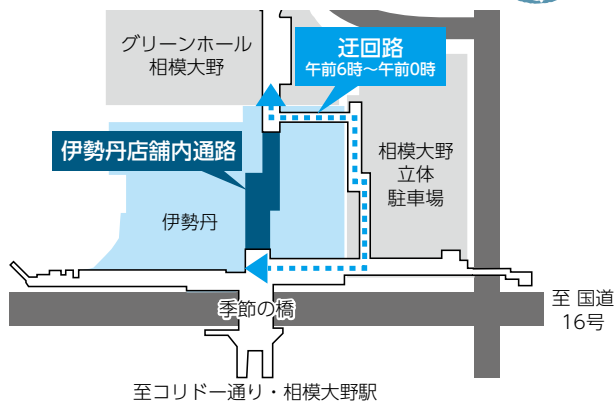 グリーンホール
相模大野
迂回路
午前6時～午前0時
伊勢丹店舗内通路
相模大野
立体
駐車場
伊勢丹
季節の橋
至 国道
16号
至コリドー通り・相模大野駅